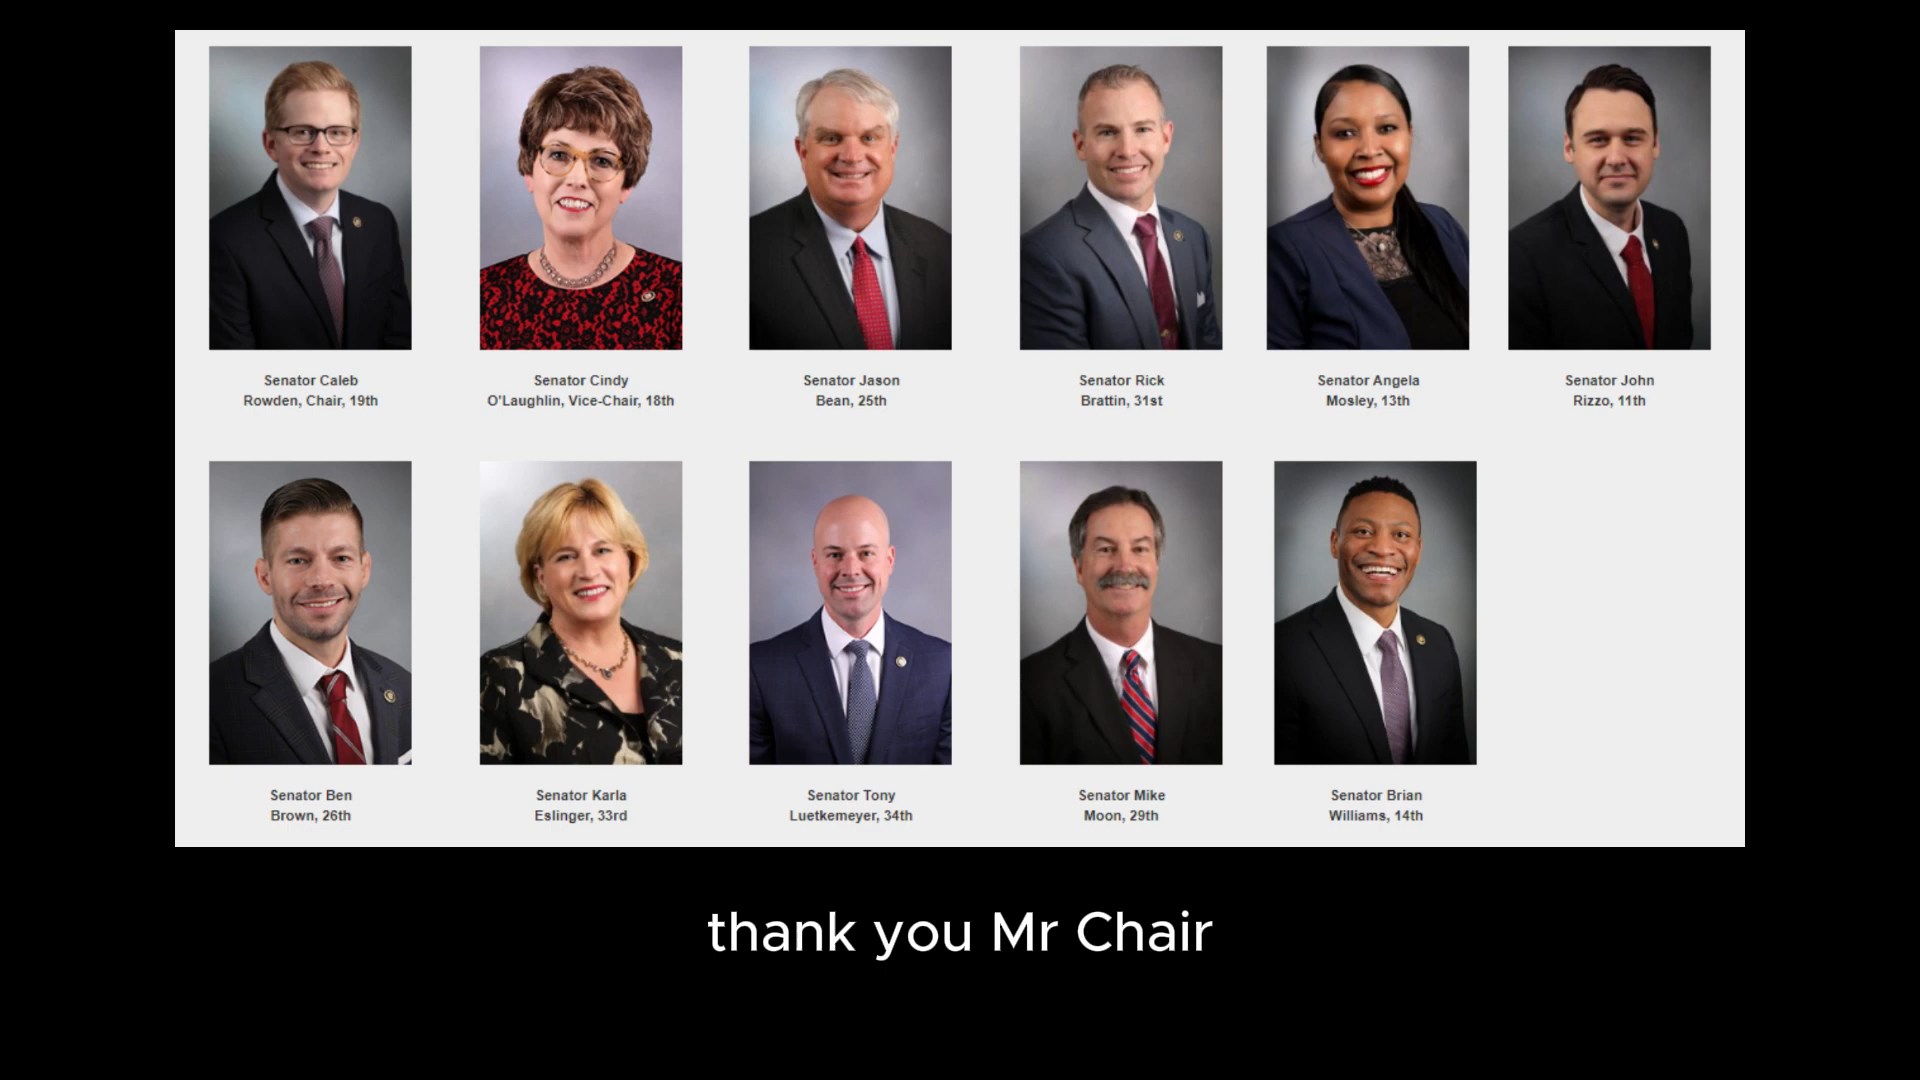 Senator Caleb
Rowden, Chair, 19th
Senator Cindy
O'Laughlin, Vice-Chair, 18th
Senator Jason
Bean, 25th
Senator Rick
Brattin, 31st
Senator Angela
Mosley, 13th
Senator John
Rizzo, 11th
Senator Ben
Brown, 26th
Senator Karla
Eslinger, 33rd
Senator Tony
Luetkemeyer, 34th
Senator Mike
Moon, 29th
Senator Brian
Williams, 14th
thank you Mr Chair